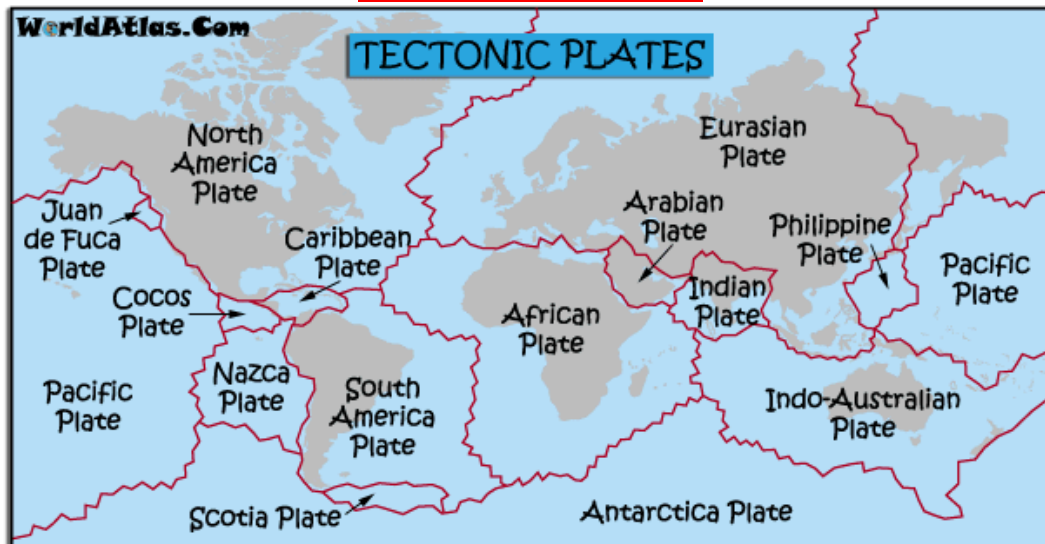 WorldAtlas.Com
TECTONIC PLATES
North
America
Plate
Eurasian
Plate
Juan
de Fuca
Plate
Caribbean
Plate
Arabian
Plate
Philippine
Plate
Pacific
Plate
Cocos
Plate
African
Plate
Indian
Plate
Pacific
Plate
Nazca
Plate
South
America
Plate
Indo-Australian
Plate
Scotia Plate
Antarctica Plate